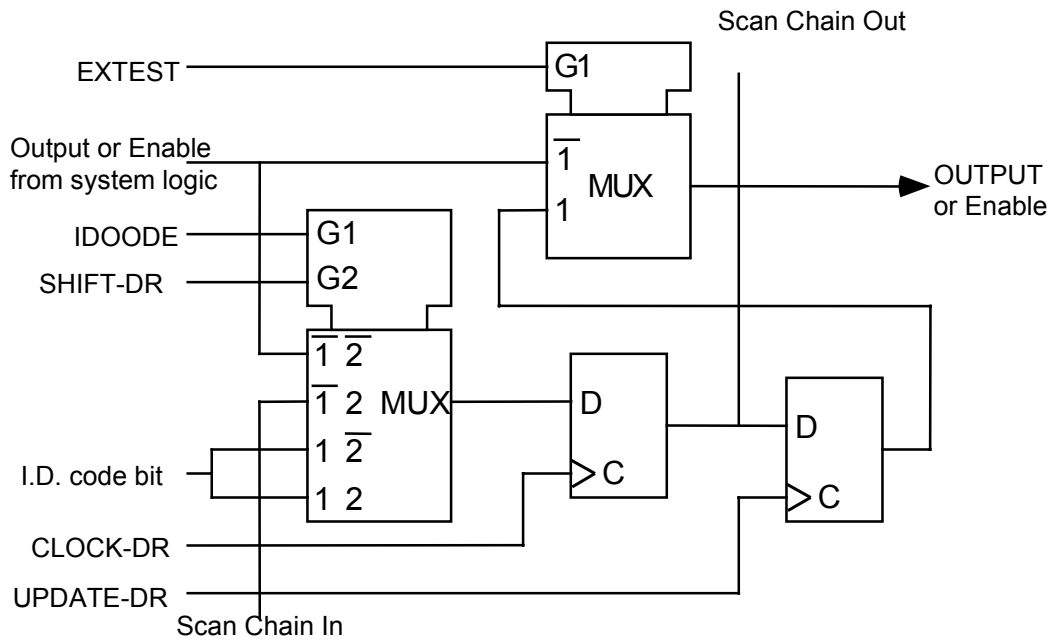 Scan Chain Out
EXTEST
G1
Output or Enable
from system logic
1
MUX
1
OUTPUT
or Enable
IDOODE
G1
SHIFT-DR
G2
1 2
1 2
MUX
1 2
1 2
I.D. code bit
D
C
D
C
CLOCK-DR
UPDATE-DR
Scan Chain In